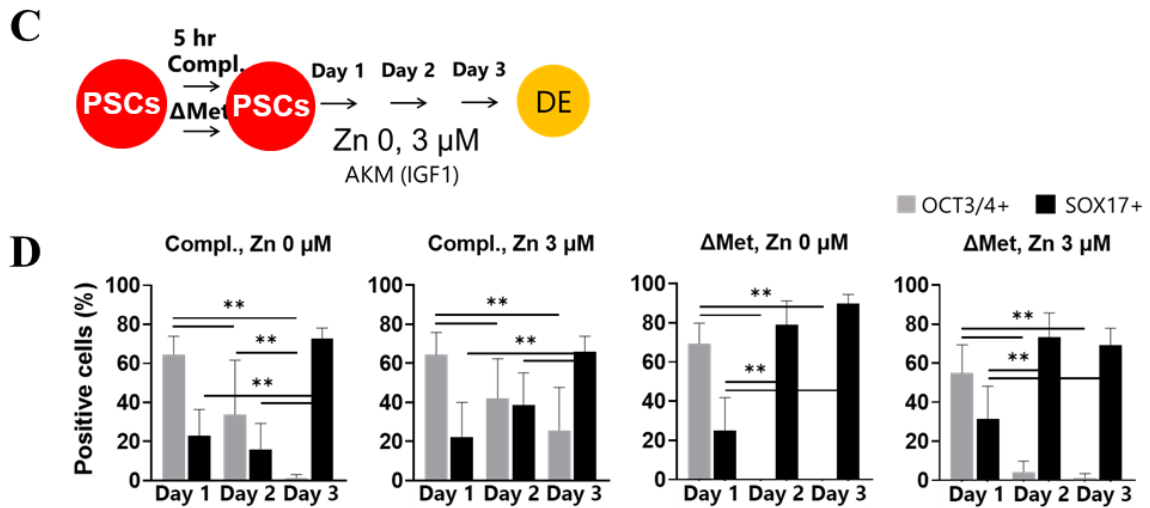 C
5 hr
Compl.
ΔMet
PSCs
PSCs
Day 1 Day 2 Day 3
DE
Zn 0, 3 μM
AKM (IGF1)
OCT3/4+ SOX17+
D
Compl., Zn 0 μM
Compl., Zn 3 μM
ΔMet, Zn 0 μM
ΔMet, Zn 3 μM
Positive cells (%)
100
80
60
40
20
0
**
**
**
Day 1 Day 2 Day 3
100
80
60
40
20
0
**
**
Day 1 Day 2 Day 3
100
80
60
40
20
0
**
**
Day 1 Day 2 Day 3
100
80
60
40
20
0
**
**
Day 1 Day 2 Day 3